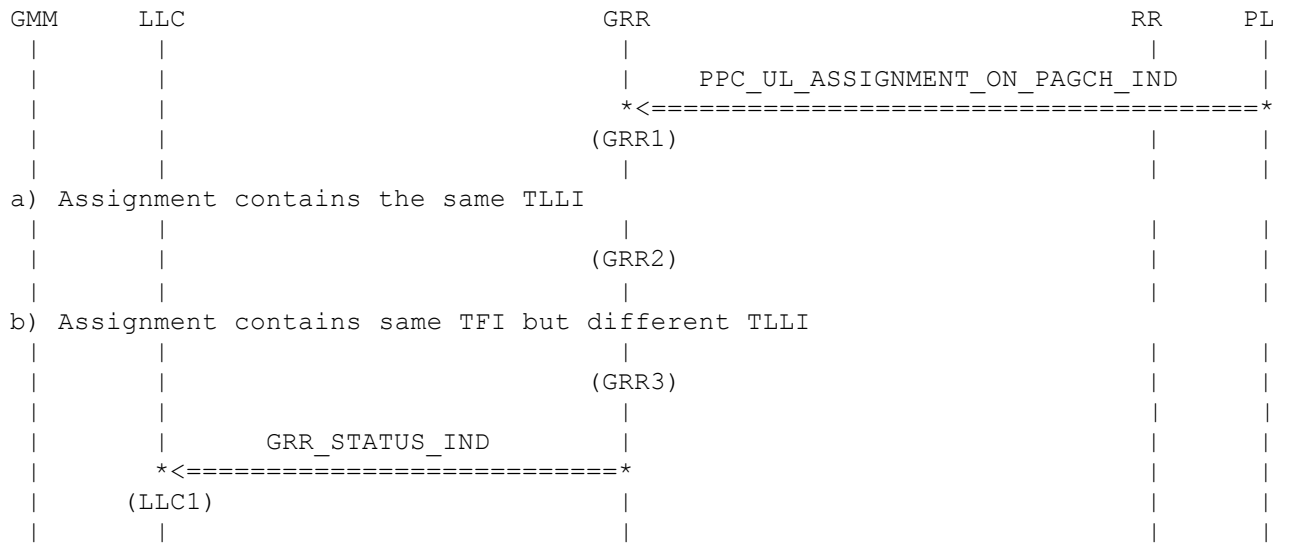 GMM LLC GRR RR PL
PPC_UL_ASSIGNMENT_ON_PAGCH_IND
*<======================================*
(GRR1)
a) Assignment contains the same TLLI
(GRR2)
b) Assignment contains same TFI but different TLLI
(GRR3)
GRR_STATUS_IND
*<===========================*
(LLC1)